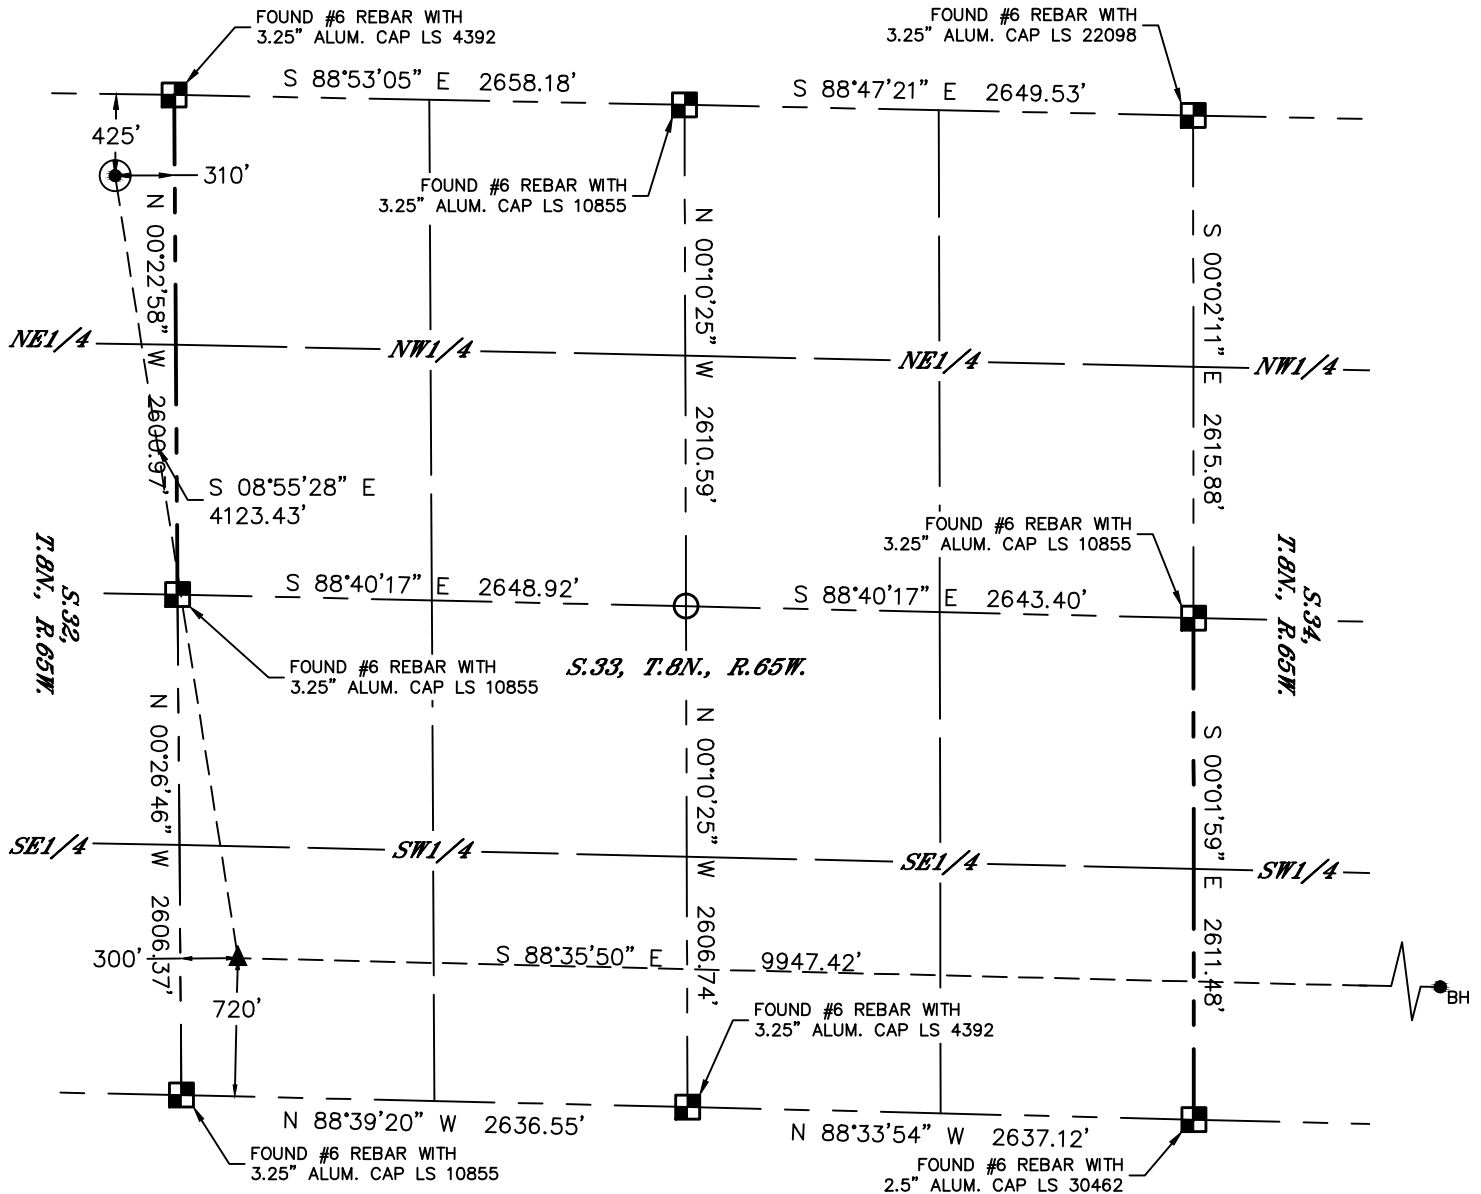 FOUND #6 REBAR WITH
3.25" ALUM. CAP LS 4392
FOUND #6 REBAR WITH
3.25" ALUM. CAP LS 22098
S 88°53'05" E 2658.18'
S 88°47'21" E 2649.53'
425'
310'
FOUND #6 REBAR WITH
3.25" ALUM. CAP LS 10855
N 00°22'58" W 2600.97'
N 00°10'25" W 2610.59'
S 00°02'11" E 2615.88'
NE1/4
NW1/4
NE1/4
NW1/4
S 08°55'28" E
4123.43'
FOUND #6 REBAR WITH
3.25" ALUM. CAP LS 10855
S.32,
T.8N., R.65W.
S.34,
T.8N., R.65W.
S 88°40'17" E 2648.92'
S 88°40'17" E 2643.40'
FOUND #6 REBAR WITH
3.25" ALUM. CAP LS 10855
S.33, T.8N., R.65W.
N 00°26'46" W 2606.37'
N 00°10'25" W 2606.74'
S 00°01'59" E 2611.48'
SE1/4
SW1/4
SE1/4
SW1/4
300'
S 88°35'50" E 9947.42'
BH
720'
FOUND #6 REBAR WITH
3.25" ALUM. CAP LS 4392
N 88°39'20" W 2636.55'
N 88°33'54" W 2637.12'
FOUND #6 REBAR WITH
3.25" ALUM. CAP LS 10855
FOUND #6 REBAR WITH
2.5" ALUM. CAP LS 30462